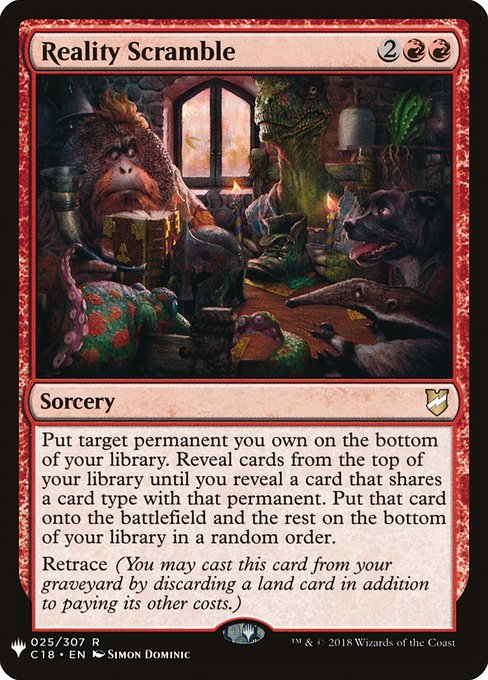 Reality Scramble 2
Sorcery
Put target permanent you own on the bottom
of your library. Reveal cards from the top of
your library until you reveal a card that shares
a card type with that permanent. Put that card
onto the battlefield and the rest on the bottom
of your library in a random order.
Retrace (You may cast this card from your
graveyard by discarding a land card in addition
to paying its other costs.)
025/307 R
C18 • EN SIMON DOMINIC
™ & © 2018 Wizards of the Coast